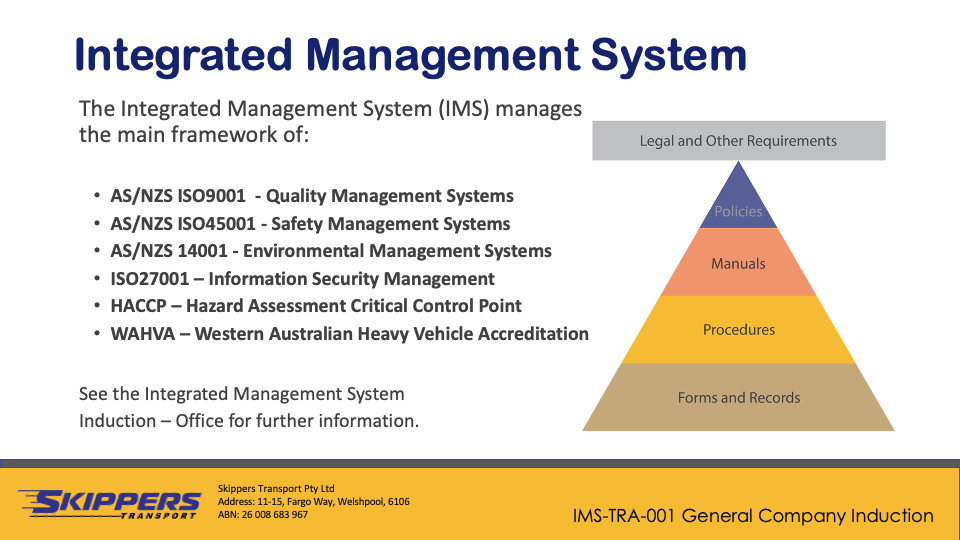 Integrated Management System
The Integrated Management System (IMS) manages
the main framework of:
• AS/NZS ISO9001 - Quality Management Systems
• AS/NZS ISO45001 - Safety Management Systems
• AS/NZS 14001 - Environmental Management Systems
• ISO27001 – Information Security Management
• HACCP – Hazard Assessment Critical Control Point
• WAHVA – Western Australian Heavy Vehicle Accreditation
See the Integrated Management System
Induction – Office for further information.
Legal and Other Requirements
Policies
Manuals
Procedures
Forms and Records
SKIPPERS
TRANSPORT
Skippers Transport Pty Ltd
Address: 11-15, Fargo Way, Welshpool, 6106
ABN: 26 008 683 967
IMS-TRA-001 General Company Induction